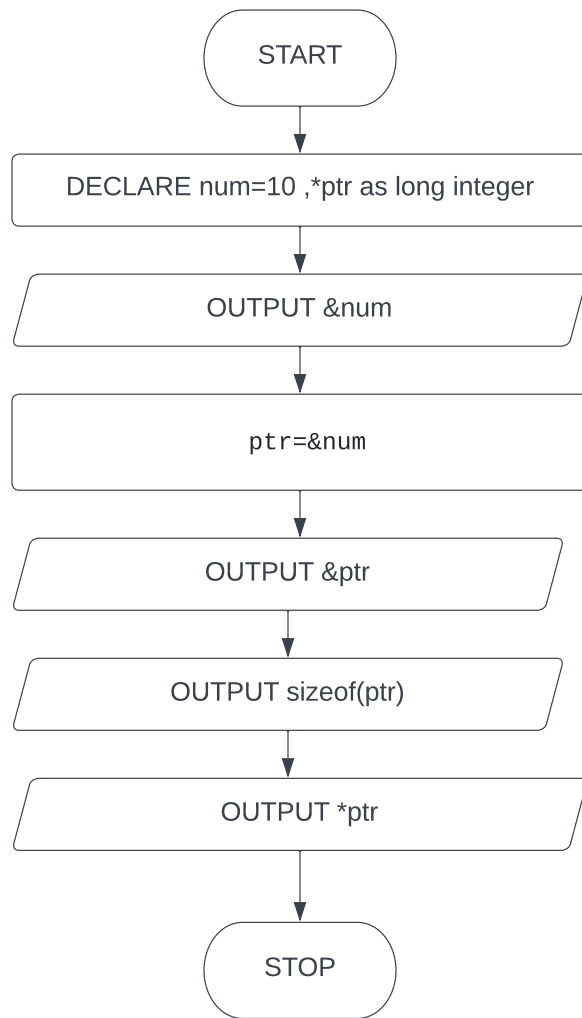 START
DECLARE num=10 ,*ptr as long integer
OUTPUT &num
ptr=&num
OUTPUT &ptr
OUTPUT sizeof(ptr)
OUTPUT *ptr
STOP